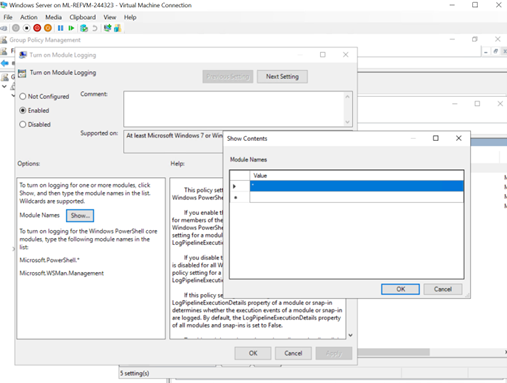 Windows Server on ML-REFVM-244323 - Virtual Machine Connection
File Action Media Clipboard View Help
Group Policy Management
Turn on Module Logging
Turn on Module Logging
Previous Setting
Next Setting
Not Configured
Enabled
Disabled
Comment:
Supported on:
At least Microsoft Windows 7 or Win
Options:
Help:
To turn on logging for one or more modules, click
Show, and then type the module names in the list.
Wildcards are supported.
Module Names Show...
To turn on logging for the Windows PowerShell core
modules, type the following module names in the
list:
Microsoft.PowerShell.*
Microsoft.WSMan.Management
This policy set
Windows PowerS
If you enable th
for members of the
setting for a modul
LogPipelineExecuti
If you disable t
is disabled for all W
policy setting for a
LogPipelineExecuti
If this policy se
LogPipelineExecutionDetails property of a module or snap-in
determines whether the execution events of a module or snap-in
are logged. By default, the LogPipelineExecutionDetails property
of all modules and snap-ins is set to False.
OK Cancel Apply
Show Contents
Module Names
Value
*
OK Cancel
5 setting(s)